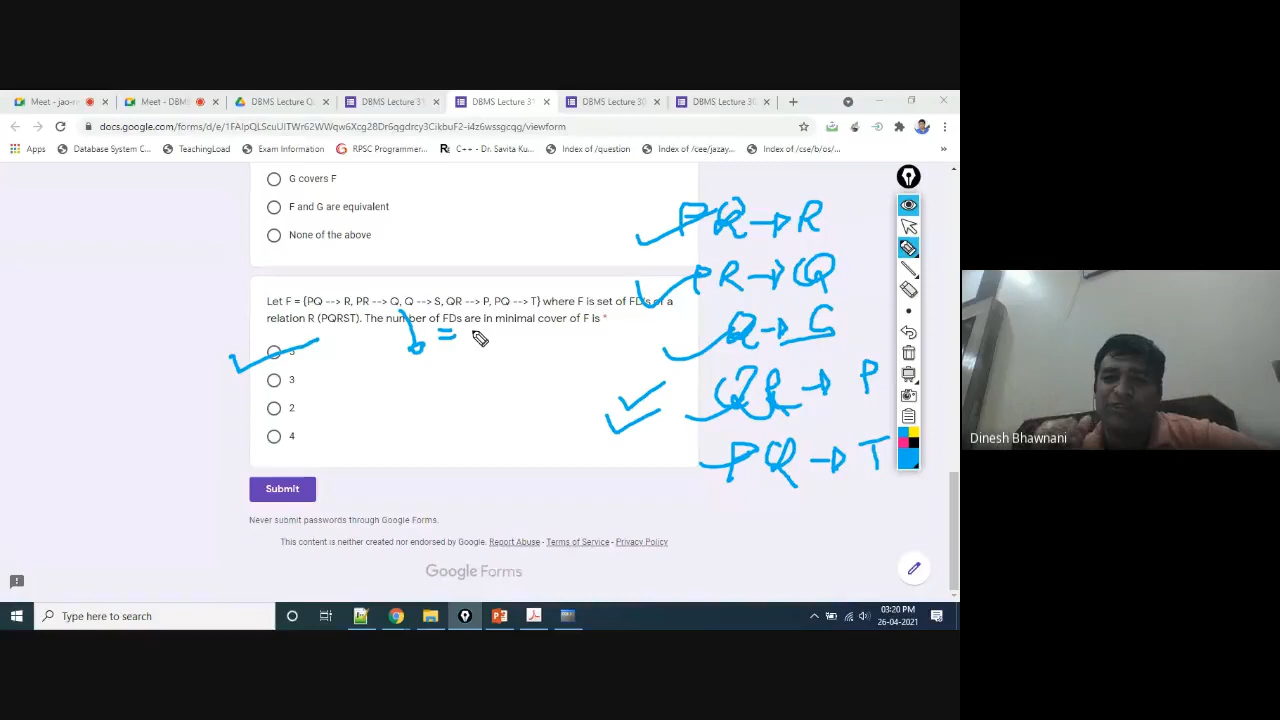 Meet - jao-r
Meet - DBM
DBMS Lecture Q
DBMS Lecture 31
DBMS Lecture 31
DBMS Lecture 30
DBMS Lecture 30
docs.google.com/forms/d/e/1FAIpQLScuUITWr62WWqw6Xcg28Dr6qgdrcy3CikbuF2-i4z6wssgcqg/viewform
Apps
Database System C...
TeachingLoad
Exam Information
RPSC Programmer...
C++ - Dr. Savita Ku...
Index of /question
Index of /cee/jazay...
Index of /cse/b/os/...
»
G covers F
F and G are equivalent
None of the above
Let F = {PQ --> R, PR --> Q, Q --> S, QR --> P, PQ --> T} where F is set of FD's of a
relation R (PQRST). The number of FDs are in minimal cover of F is *
5
3
2
4
PQ → R
PR → Q
Q → S
QR → P
PQ → T
=
Submit
Never submit passwords through Google Forms.
This content is neither created nor endorsed by Google. Report Abuse - Terms of Service - Privacy Policy
Google Forms
Dinesh Bhawnani
Type here to search
03:20 PM
26-04-2021